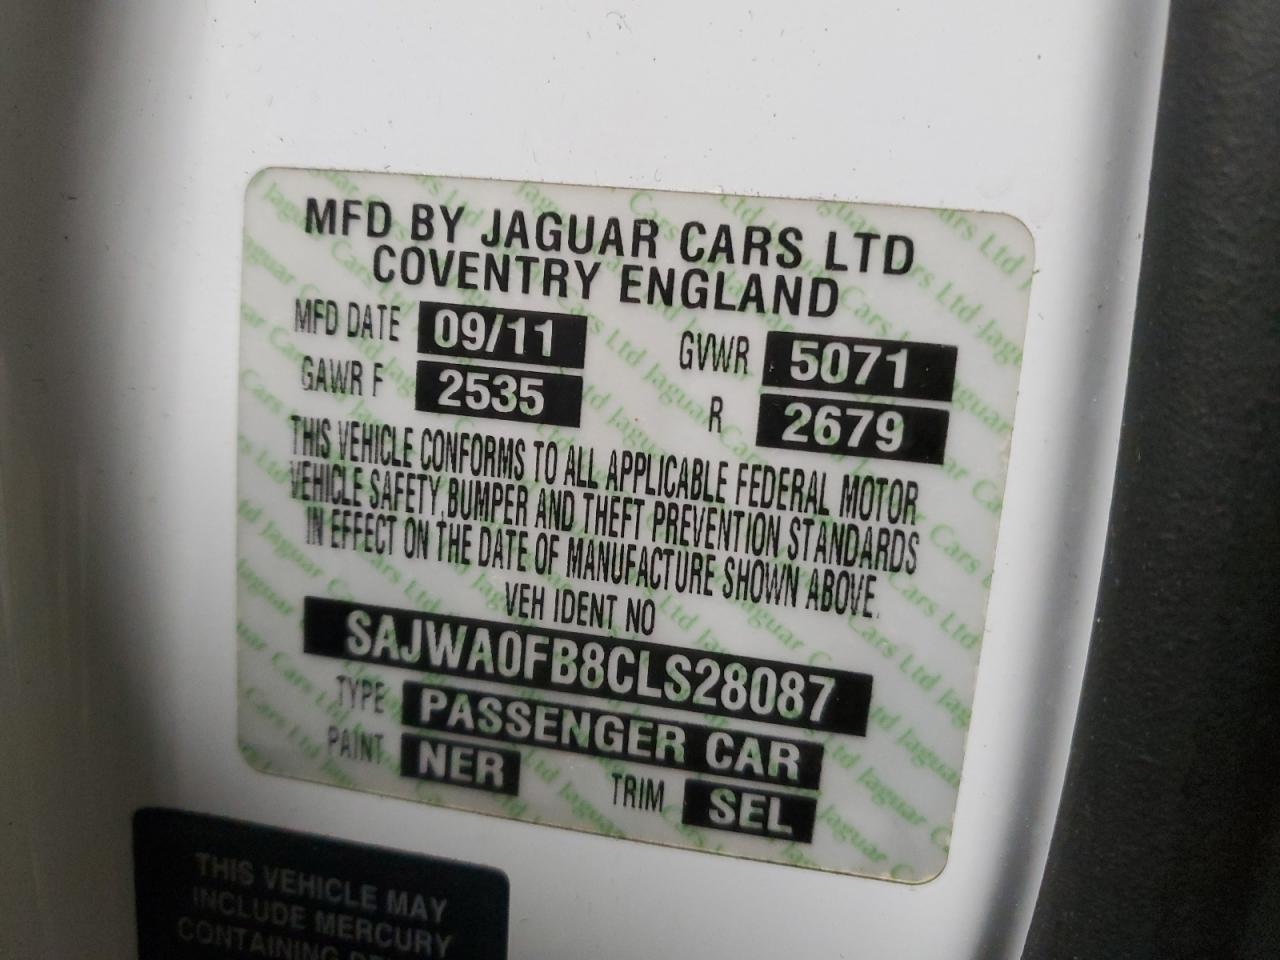 MFD BY JAGUAR CARS LTD
COVENTRY ENGLAND
MFD DATE 09/11 GVWR 5071
GAWR F 2535 R 2679
THIS VEHICLE CONFORMS TO ALL APPLICABLE FEDERAL MOTOR
VEHICLE SAFETY, BUMPER AND THEFT PREVENTION STANDARDS
IN EFFECT ON THE DATE OF MANUFACTURE SHOWN ABOVE.
VEH IDENT NO
SAJWA0FB8CLS28087
TYPE PASSENGER CAR
PAINT NER TRIM SEL
THIS VEHICLE MAY
INCLUDE MERCURY
CONTAINING